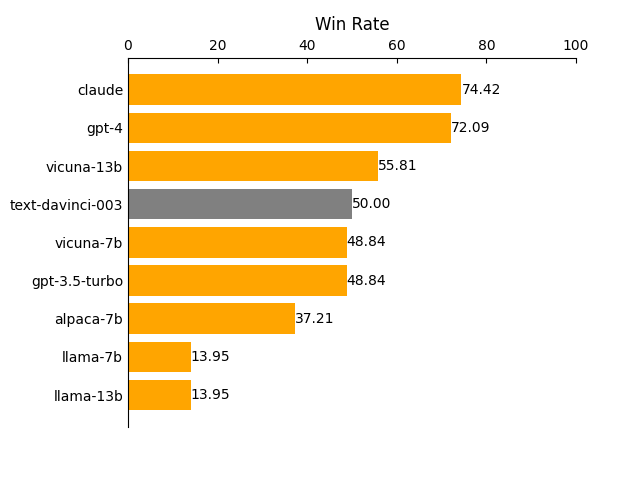 Win Rate
0 20 40 60 80 100
claude 74.42
gpt-4 72.09
vicuna-13b 55.81
text-davinci-003 50.00
vicuna-7b 48.84
gpt-3.5-turbo 48.84
alpaca-7b 37.21
llama-7b 13.95
llama-13b 13.95